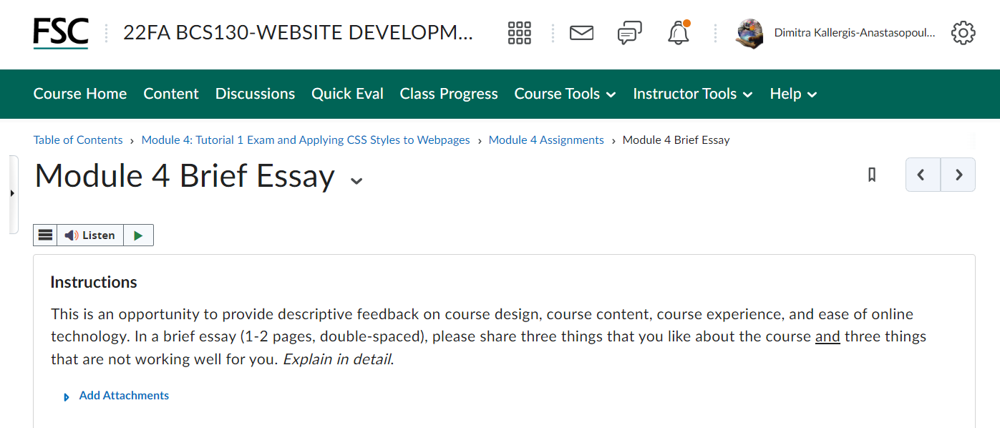 FSC
22FA BCS130-WEBSITE DEVELOPM...
Dimitra Kallergis-Anastasopoul...
Course Home Content Discussions Quick Eval Class Progress Course Tools Instructor Tools Help
Table of Contents › Module 4: Tutorial 1 Exam and Applying CSS Styles to Webpages › Module 4 Assignments › Module 4 Brief Essay
Module 4 Brief Essay
Listen
Instructions
This is an opportunity to provide descriptive feedback on course design, course content, course experience, and ease of online
technology. In a brief essay (1-2 pages, double-spaced), please share three things that you like about the course and three things
that are not working well for you. Explain in detail.
Add Attachments